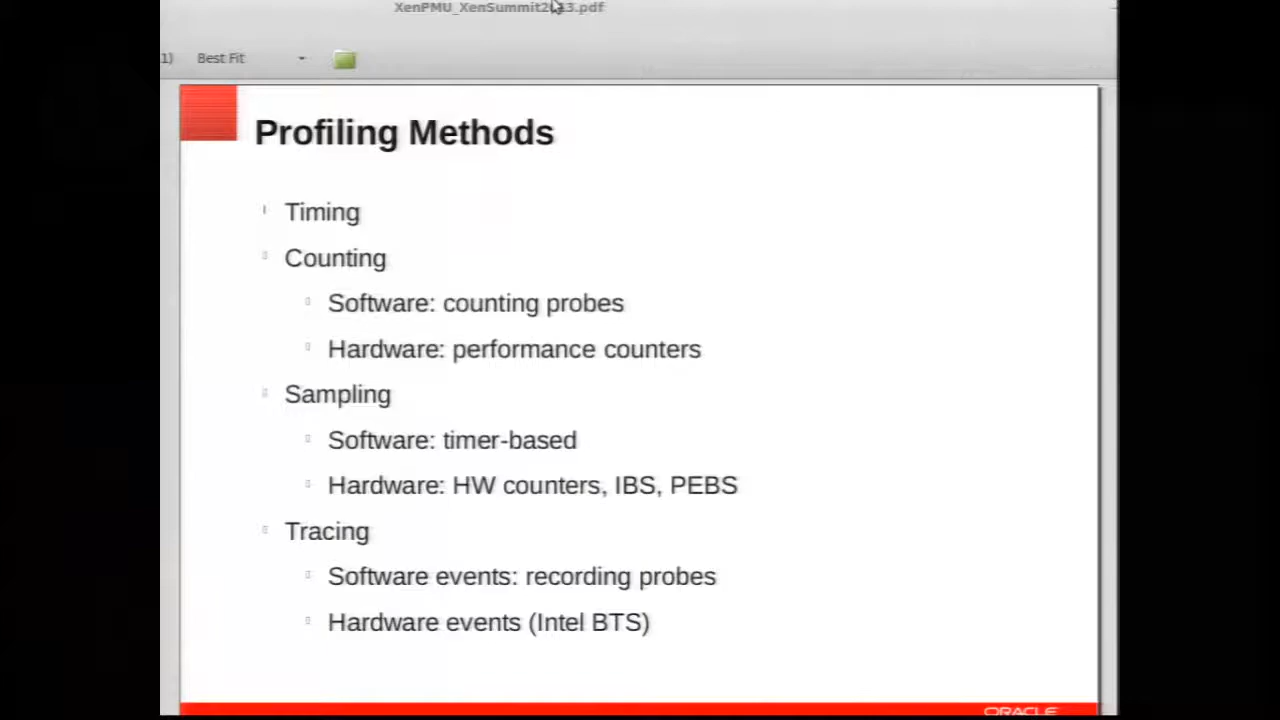 XenPMU_XenSummit2013.pdf
1)
Best Fit
Profiling Methods
Timing
Counting
Software: counting probes
Hardware: performance counters
Sampling
Software: timer-based
Hardware: HW counters, IBS, PEBS
Tracing
Software events: recording probes
Hardware events (Intel BTS)
ORACLE